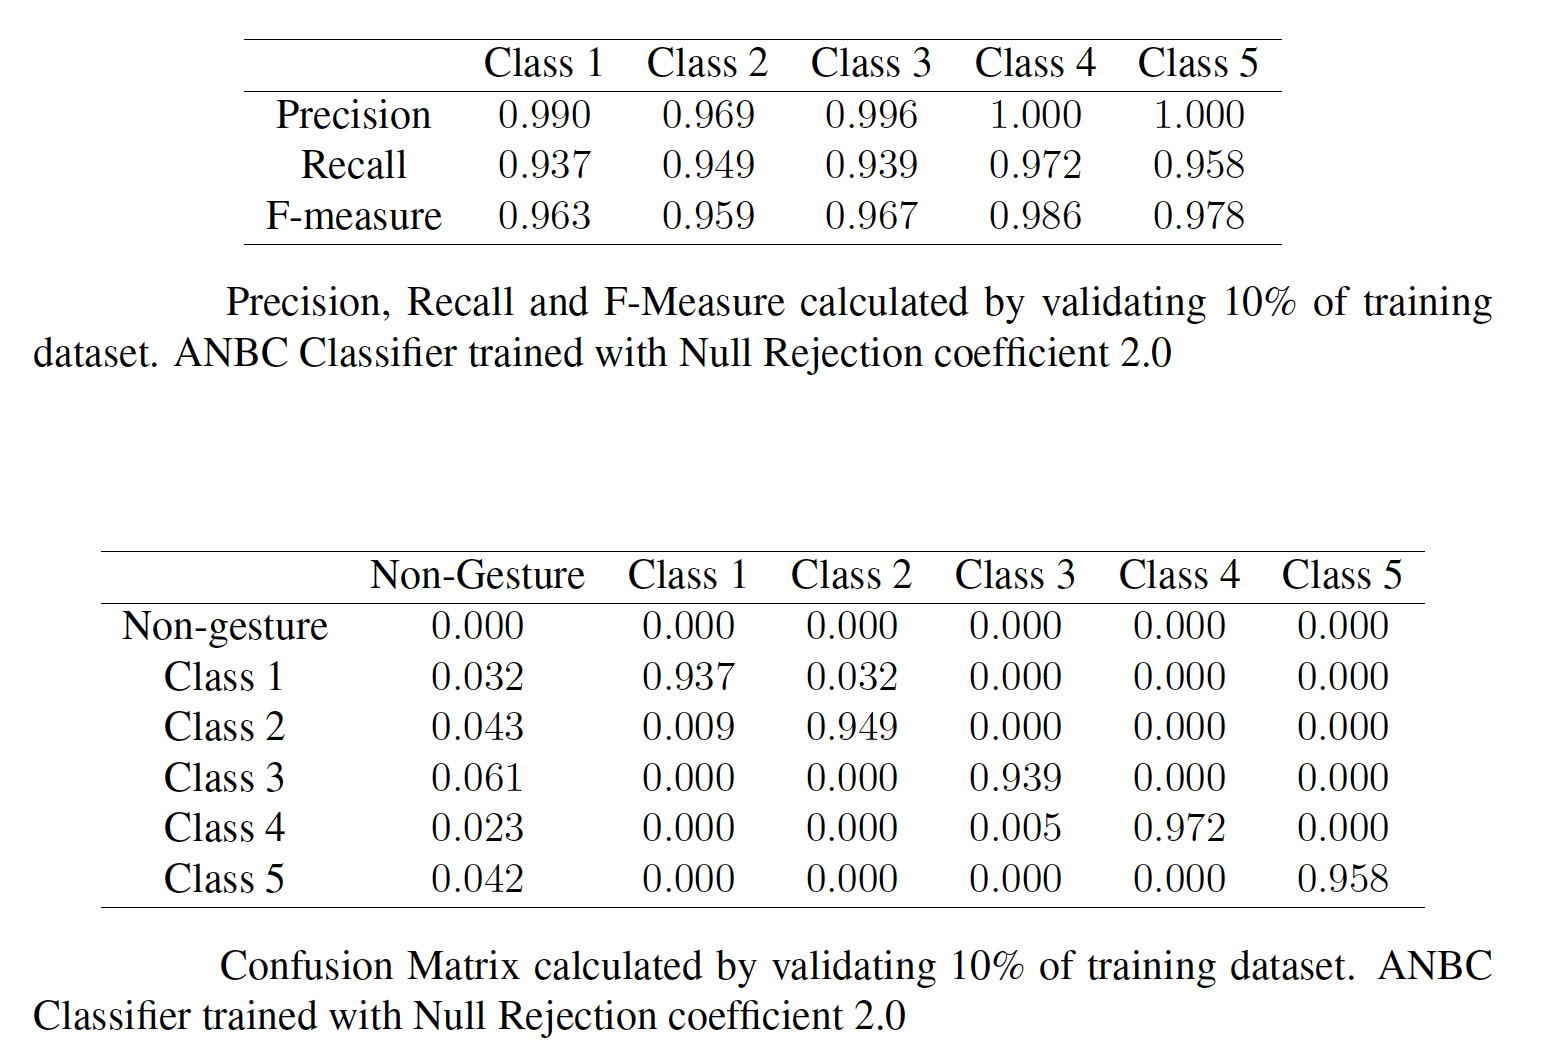 Class 1 Class 2 Class 3 Class 4 Class 5
Precision 0.990 0.969 0.996 1.000 1.000
Recall 0.937 0.949 0.939 0.972 0.958
F-measure 0.963 0.959 0.967 0.986 0.978
Precision, Recall and F-Measure calculated by validating 10% of training
dataset. ANBC Classifier trained with Null Rejection coefficient 2.0
Non-Gesture Class 1 Class 2 Class 3 Class 4 Class 5
Non-gesture 0.000 0.000 0.000 0.000 0.000 0.000
Class 1 0.032 0.937 0.032 0.000 0.000 0.000
Class 2 0.043 0.009 0.949 0.000 0.000 0.000
Class 3 0.061 0.000 0.000 0.939 0.000 0.000
Class 4 0.023 0.000 0.000 0.005 0.972 0.000
Class 5 0.042 0.000 0.000 0.000 0.000 0.958
Confusion Matrix calculated by validating 10% of training dataset. ANBC
Classifier trained with Null Rejection coefficient 2.0